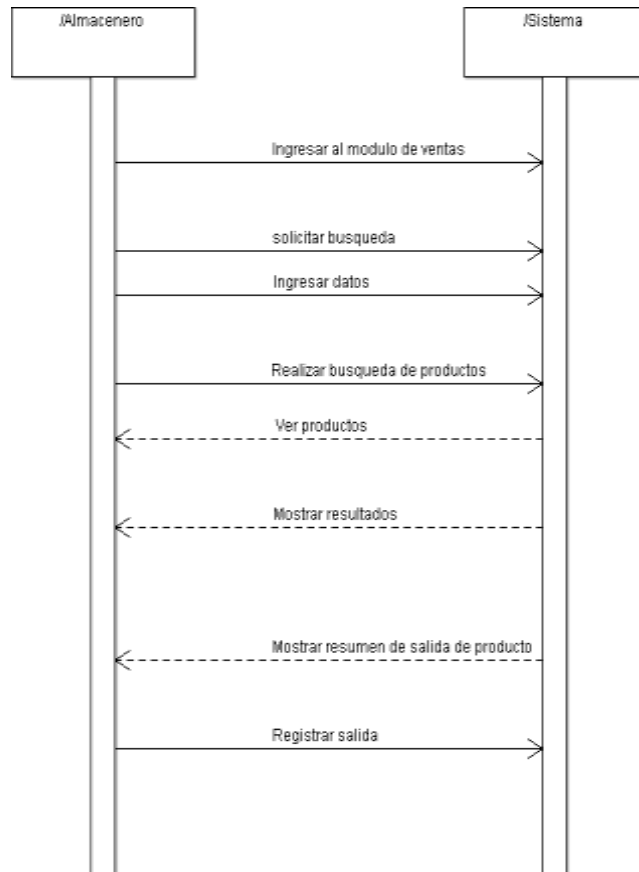 /Almacenero
/Sistema
Ingresar al modulo de ventas
solicitar busqueda
Ingresar datos
Realizar busqueda de productos
Ver productos
Mostrar resultados
Mostrar resumen de salida de producto
Registrar salida